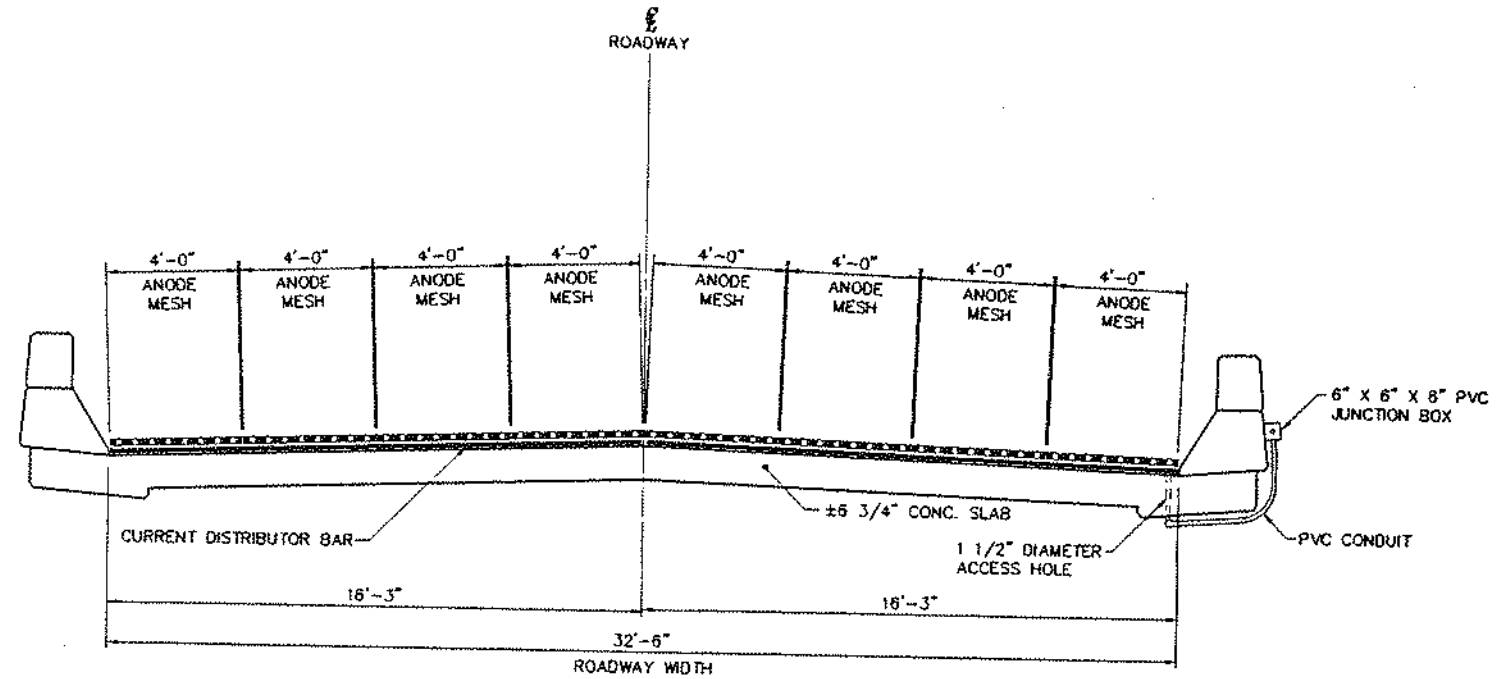 ℄
ROADWAY
4'-0" 4'-0" 4'-0" 4'-0" 4'-0" 4'-0" 4'-0" 4'-0"
ANODE MESH
ANODE MESH
ANODE MESH
ANODE MESH
ANODE MESH
ANODE MESH
ANODE MESH
ANODE MESH
6" X 6" X 8" PVC
JUNCTION BOX
±6 3/4" CONC. SLAB
CURRENT DISTRIBUTOR BAR
1 1/2" DIAMETER
ACCESS HOLE
PVC CONDUIT
16'-3" 16'-3"
32'-6"
ROADWAY WIDTH